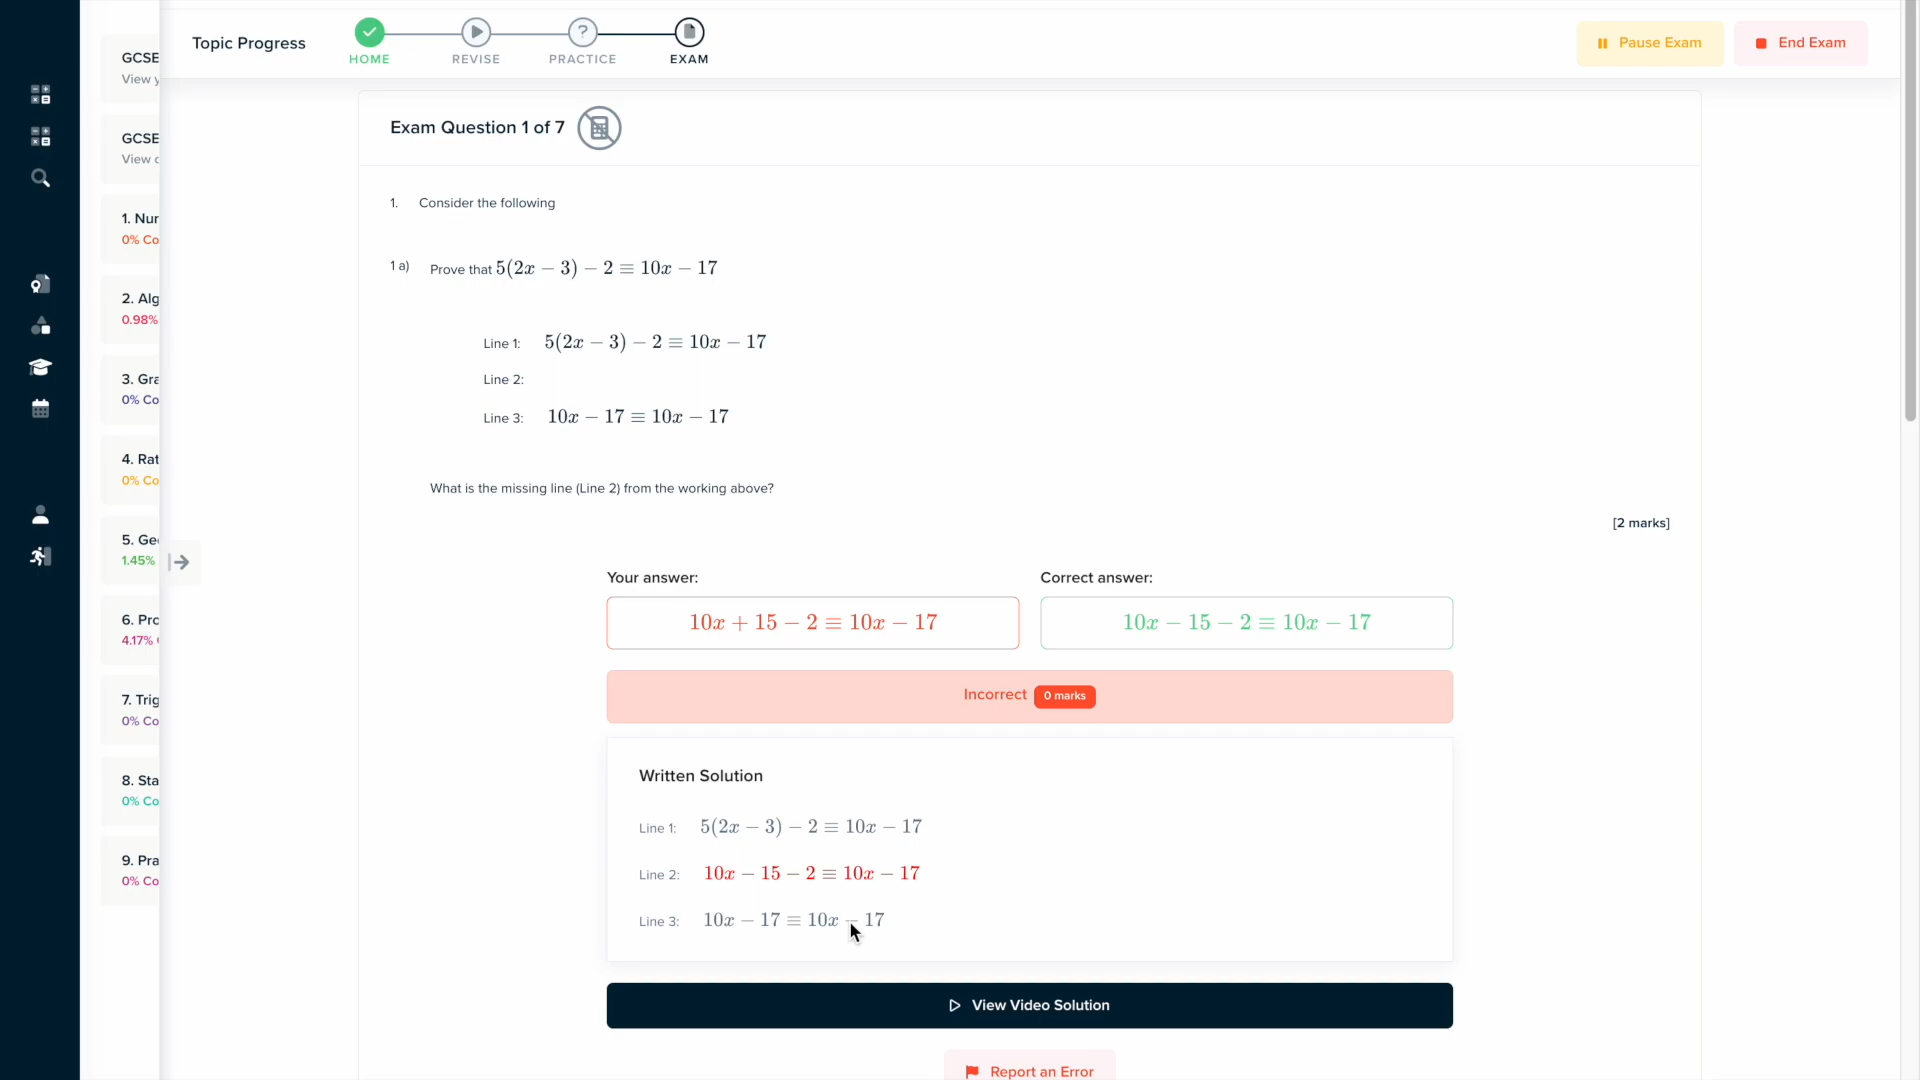 Topic Progress
HOME
REVISE
PRACTICE
EXAM
Pause Exam
End Exam
GCSE
View y
GCSE
View c
1. Nur
0% Co
2. Alg
0.98%
3. Gra
0% Co
4. Rat
0% Co
5. Geo
1.45%
6. Pro
4.17%
7. Trig
0% Co
8. Sta
0% Co
9. Pra
0% Co
Exam Question 1 of 7
1. Consider the following
1 a) Prove that 5(2x − 3) − 2 ≡ 10x − 17
Line 1: 5(2x − 3) − 2 ≡ 10x − 17
Line 2:
Line 3: 10x − 17 ≡ 10x − 17
What is the missing line (Line 2) from the working above?
[2 marks]
Your answer:
10x + 15 − 2 ≡ 10x − 17
Correct answer:
10x − 15 − 2 ≡ 10x − 17
Incorrect 0 marks
Written Solution
Line 1: 5(2x − 3) − 2 ≡ 10x − 17
Line 2: 10x − 15 − 2 ≡ 10x − 17
Line 3: 10x − 17 ≡ 10x − 17
View Video Solution
Report an Error